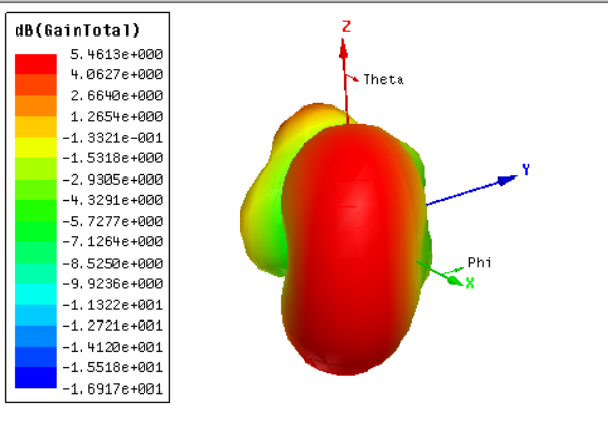 dB(GainTotal)
5.4613e+000
4.0627e+000
2.6640e+000
1.2654e+000
-1.3321e-001
-1.5318e+000
-2.9305e+000
-4.3291e+000
-5.7277e+000
-7.1264e+000
-8.5250e+000
-9.9236e+000
-1.1322e+001
-1.2721e+001
-1.4120e+001
-1.5518e+001
-1.6917e+001
Z
Theta
Y
Phi
X